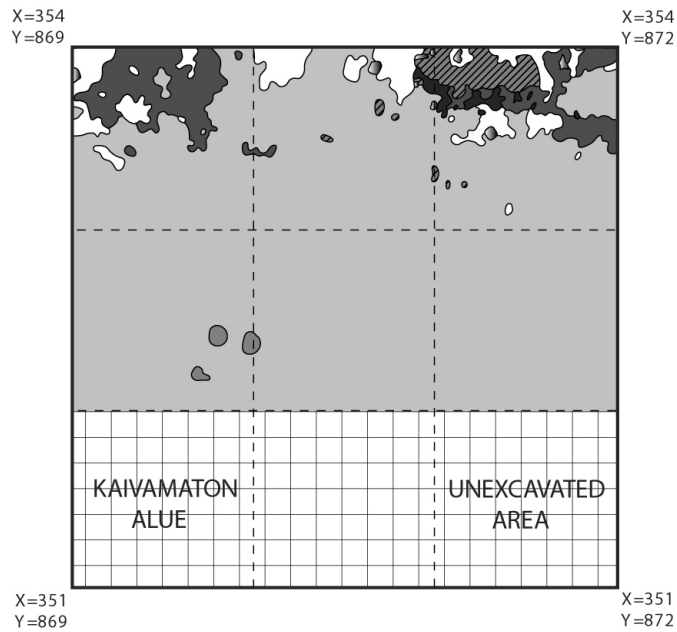 X=354
Y=869
X=354
Y=872
KAIVAMATON
ALUE
UNEXCAVATED
AREA
X=351
Y=869
X=351
Y=872